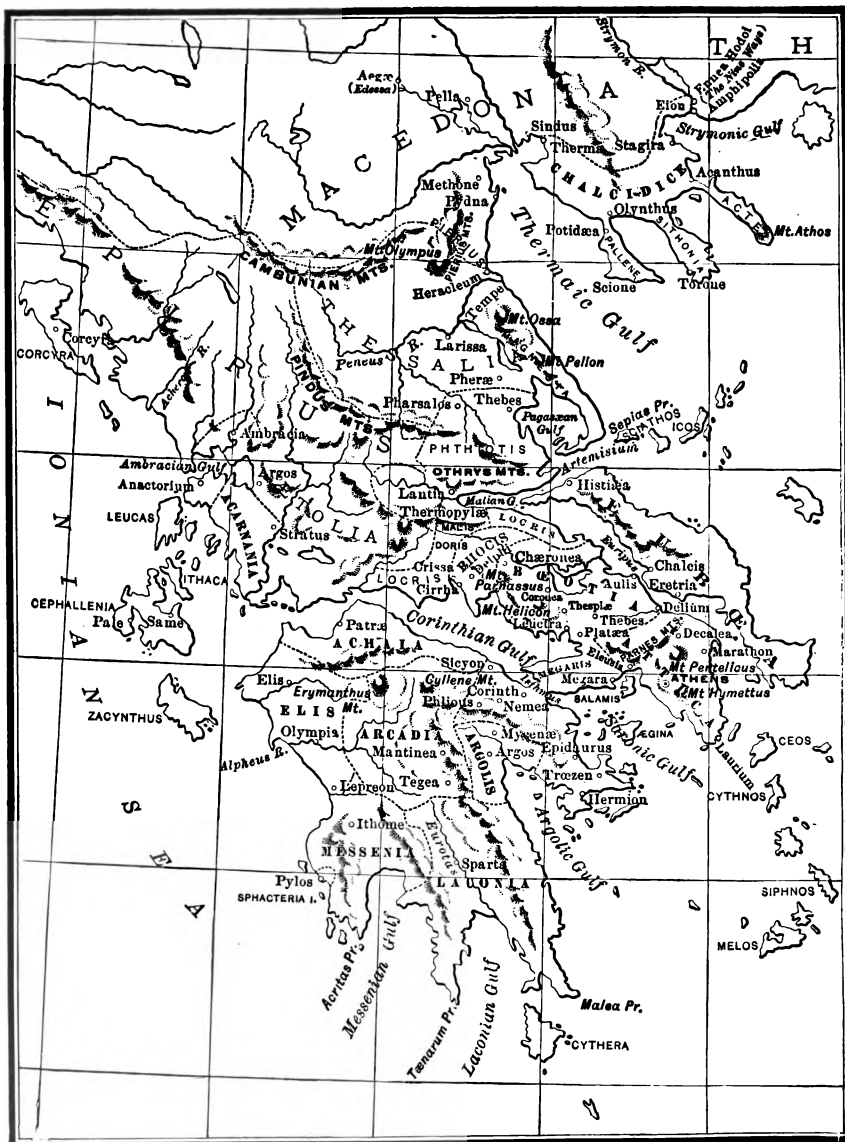 T H
Strymon R.
Ennea Hodoi
The Nine Ways)
Amphipolis
Aegæ
(Edessa)
Pella
MACEDONIA
Eion
Sindus
Therma
Stagira
Strymonic Gulf
CHALCIDICE
Acanthus
Methone
Pydna
ACTE
Mt. Athos
Olynthus
Potidæa
SITHONIA
PALLENE
Scione
Torone
EPIRUS
Mt. Olympus
PIERUS
PIERIAN MTS.
CAMBUNIAN MTS.
Heracleum
Thermaic Gulf
Tempe
Mt. Ossa
THESSALIA
Corcyra
CORCYRA
Acheron R.
Peneus
R.
Larissa
MAGNESIA
Mt Pelion
Pheræ
PINDUS MTS.
Pharsalos
Thebes
Pagasæan
Gulf
Sepias Pr.
SCIATHOS
ICOS
Ambracia
PHTHIOTIS
Artemisium
Ambracian Gulf
OTHRYS MTS.
Anactorium
Argos
Lamia
Malian G.
Histiæa
LEUCAS
ACARNANIA
ÆTOLIA
Stratus
Thermopylæ
MALIS
LOCRIS
EUBŒA
DORIS
PHOCIS
Chæronea
Euripus
Chalcis
Crissa
Delphi
BŒOTIA
ITHACA
LOCRIS
Cirrha
Mt.
Parnassus
Coronea
Aulis
Eretria
CEPHALLENIA
Pale
Same
Mt. Helicon
Thespiæ
Delium
Leuctra
Thebes
Patræ
Platæa
PARNES MTS.
Decelea
ACHAIA
Corinthian Gulf
Marathon
Sicyon
MEGARIS
Eleusis
Mt Pentelicus
Elis
Cyllene Mt.
Isthmus
Megara
ATHENS
Erymanthus
Mt.
Corinth
SALAMIS
Mt Hymettus
ZACYNTHUS
ELIS
Phlious
Nemea
ATTICA
Olympia
ARCADIA
Mycenæ
ÆGINA
Saronic Gulf
Mantinea
ARGOLIS
Argos
Epidaurus
Laurium
CEOS
Alpheus R.
Lepreon
Tegea
Trœzen
CYTHNOS
Hermion
Ithome
Argolic Gulf
MESSENIA
Eurotas
Sparta
Pylos
LACONIA
SPHACTERIA I.
SIPHNOS
MELOS
Acritas Pr.
Messenian Gulf
Tænarum Pr.
Laconian Gulf
Malea Pr.
CYTHERA
IONIAN SEA